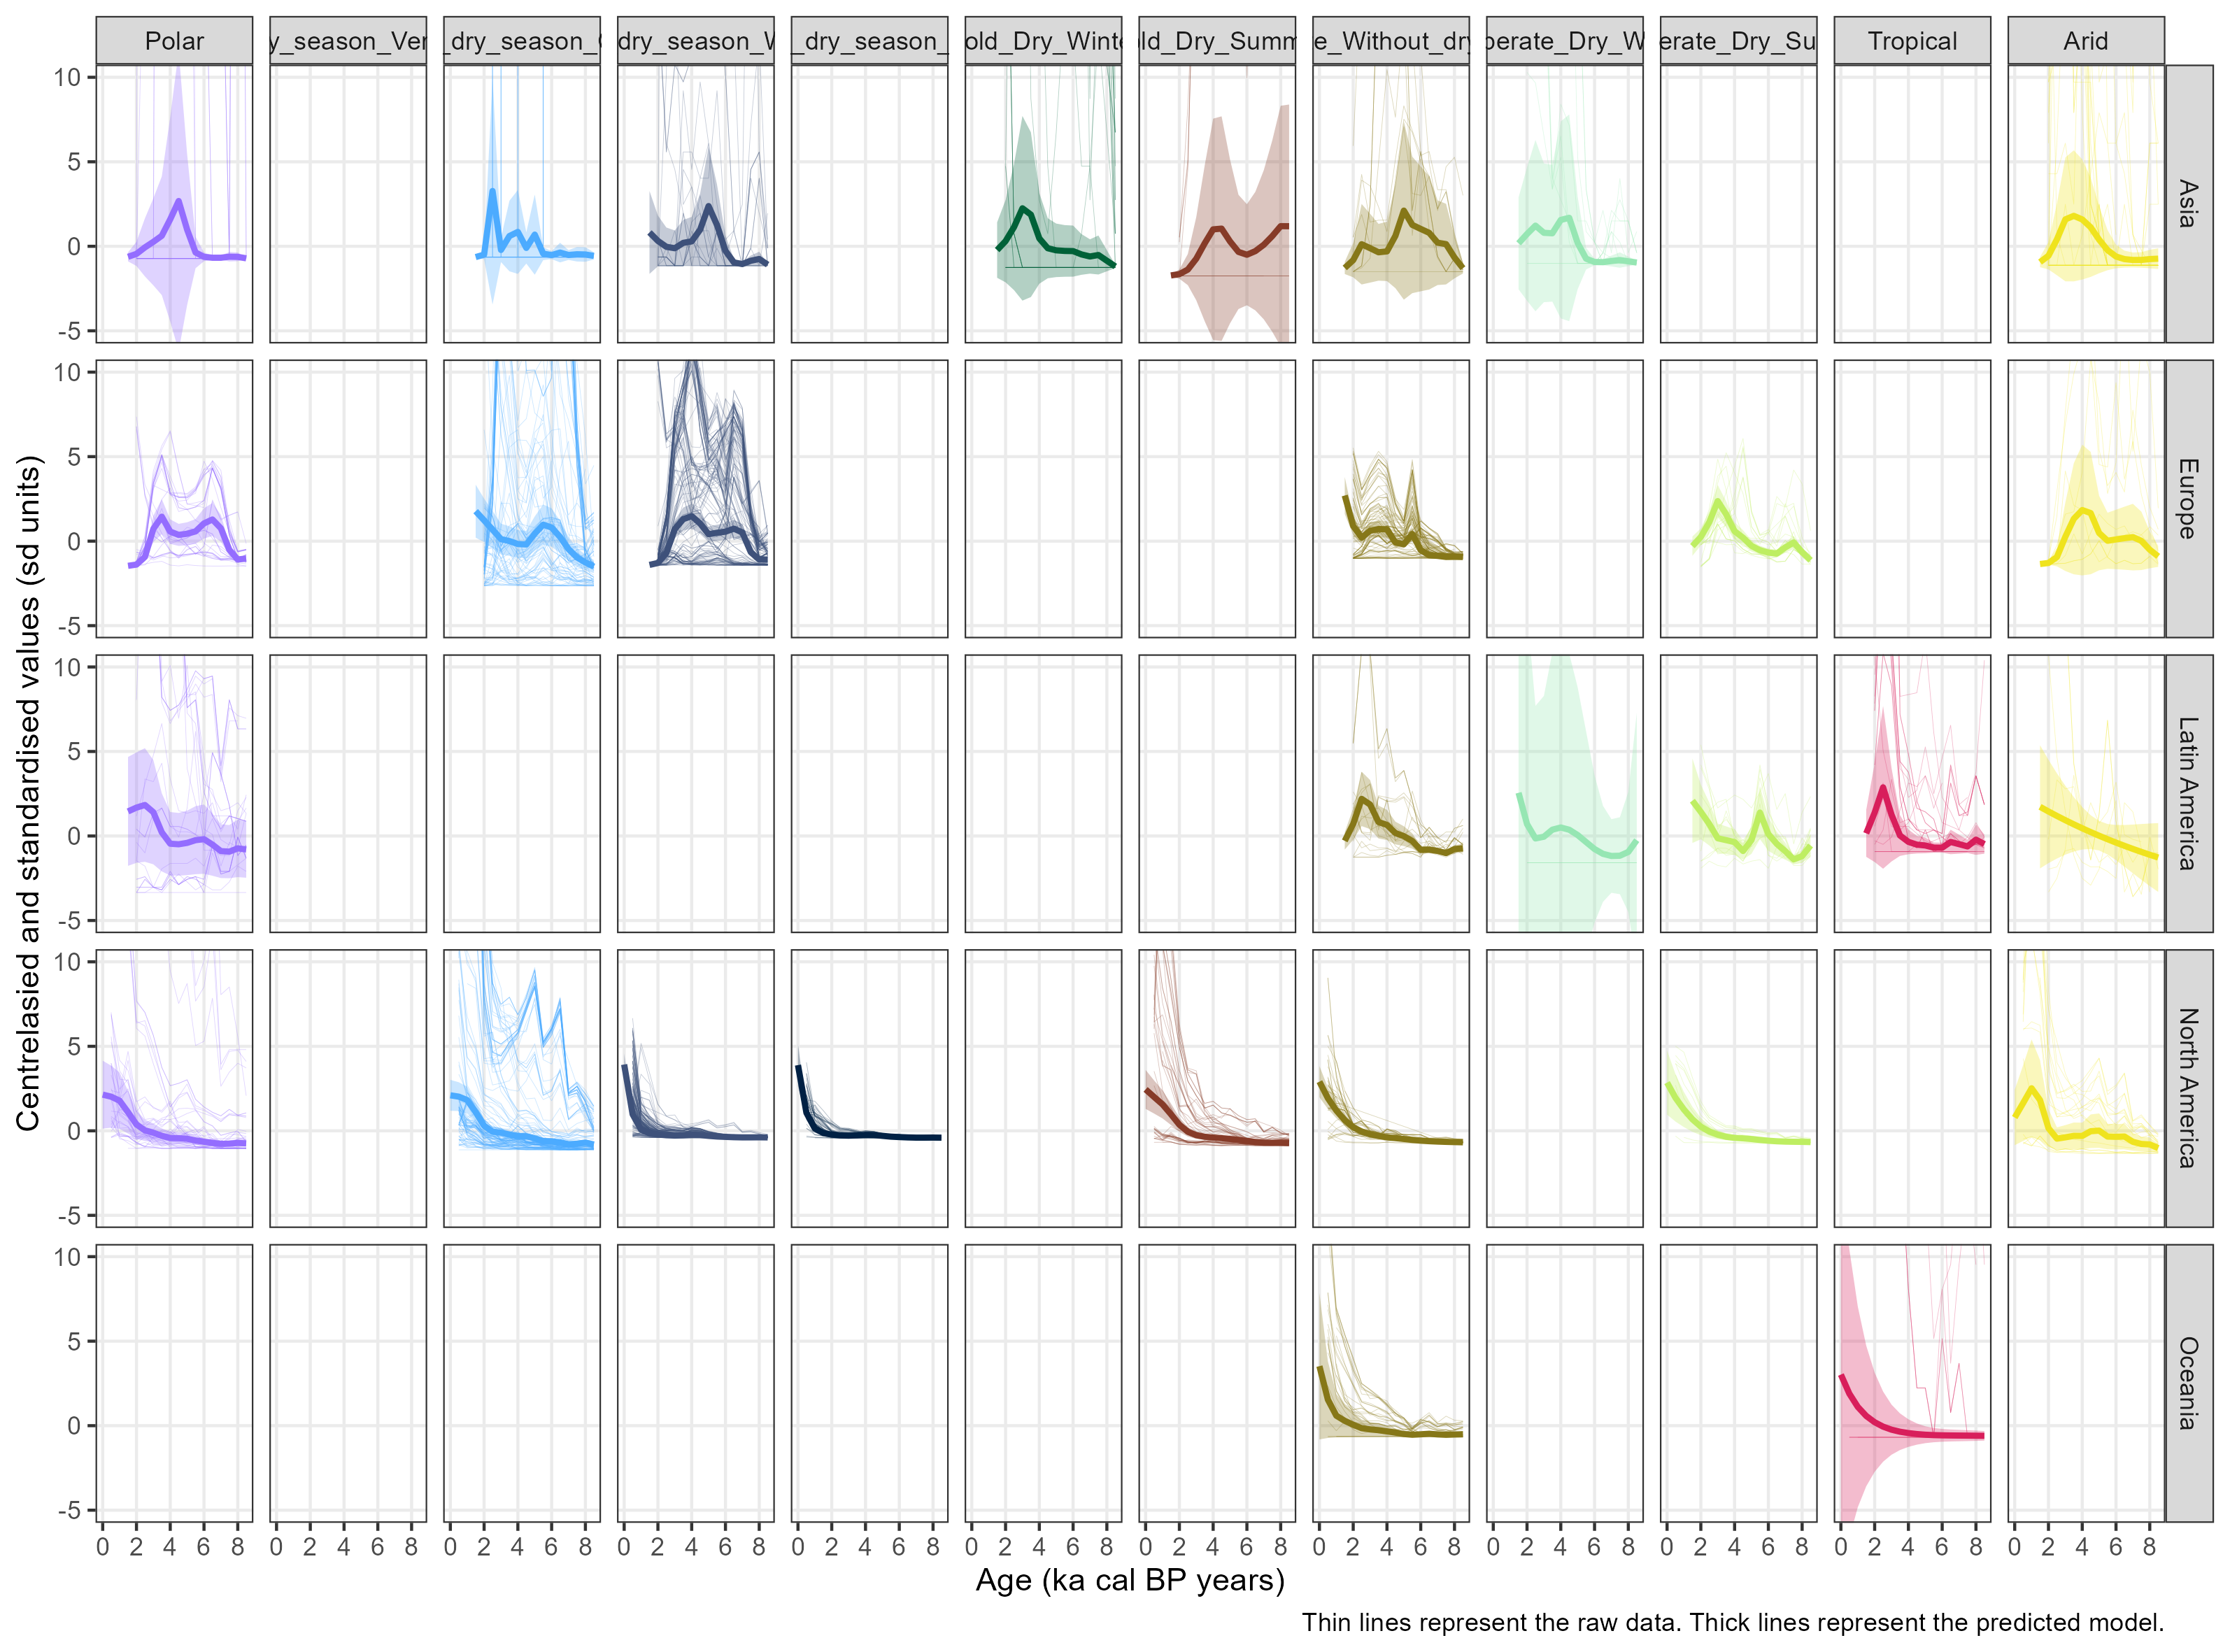 Polar
y_season_Ver
_dry_season_
dry_season_W
_dry_season_
old_Dry_Winte
ld_Dry_Summ
e_Without_dry
perate_Dry_W
erate_Dry_Su
Tropical
Arid
10
5
0
-5
Asia
10
5
0
-5
Europe
10
5
0
-5
Latin America
10
5
0
-5
North America
10
5
0
-5
Oceania
Centrelasied and standardised values (sd units)
0 2 4 6 8 0 2 4 6 8 0 2 4 6 8 0 2 4 6 8 0 2 4 6 8 0 2 4 6 8 0 2 4 6 8 0 2 4 6 8 0 2 4 6 8 0 2 4 6 8 0 2 4 6 8 0 2 4 6 8
Age (ka cal BP years)
Thin lines represent the raw data. Thick lines represent the predicted model.